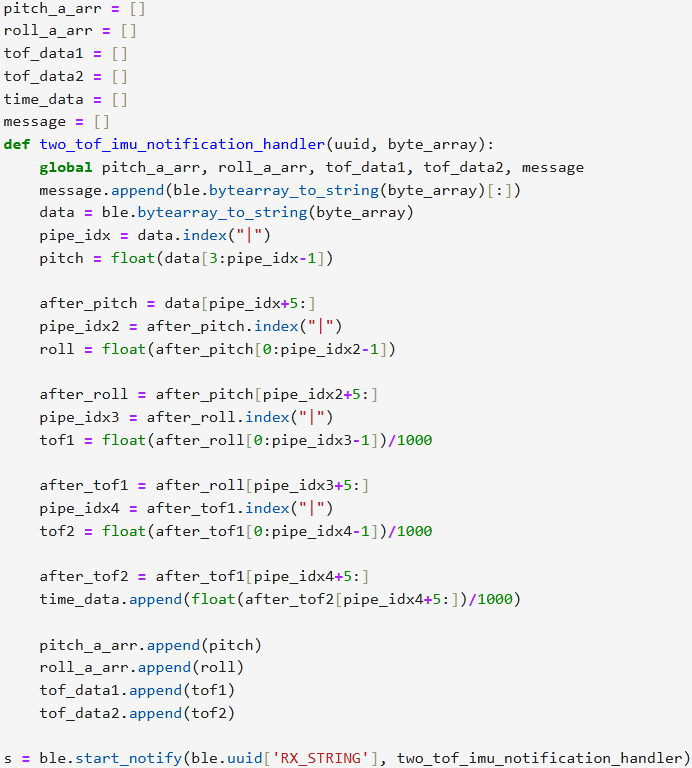 pitch_a_arr = []
roll_a_arr = []
tof_data1 = []
tof_data2 = []
time_data = []
message = []
def two_tof_imu_notification_handler(uuid, byte_array):
    global pitch_a_arr, roll_a_arr, tof_data1, tof_data2, message
    message.append(ble.bytearray_to_string(byte_array)[:])
    data = ble.bytearray_to_string(byte_array)
    pipe_idx = data.index("|")
    pitch = float(data[3:pipe_idx-1])

    after_pitch = data[pipe_idx+5:]
    pipe_idx2 = after_pitch.index("|")
    roll = float(after_pitch[0:pipe_idx2-1])

    after_roll = after_pitch[pipe_idx2+5:]
    pipe_idx3 = after_roll.index("|")
    tof1 = float(after_roll[0:pipe_idx3-1])/1000

    after_tof1 = after_roll[pipe_idx3+5:]
    pipe_idx4 = after_tof1.index("|")
    tof2 = float(after_tof1[0:pipe_idx4-1])/1000

    after_tof2 = after_tof1[pipe_idx4+5:]
    time_data.append(float(after_tof2[pipe_idx4+5:])/1000)

    pitch_a_arr.append(pitch)
    roll_a_arr.append(roll)
    tof_data1.append(tof1)
    tof_data2.append(tof2)

s = ble.start_notify(ble.uuid['RX_STRING'], two_tof_imu_notification_handler)